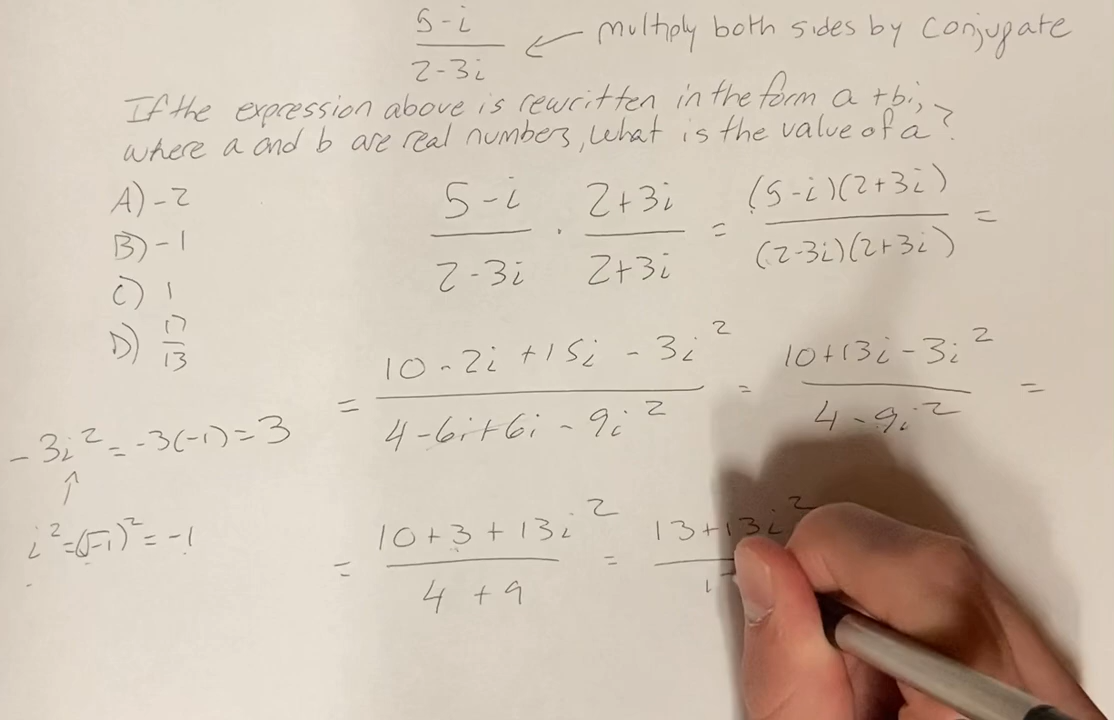 5-i / 2-3i ← multiply both sides by Conjugate
If the expression above is rewritten in the form a + bi,
where a and b are real numbers, what is the value of a?
A) -2
B) -1
C) 1
D) 17/13
5-i / 2-3i · 2+3i / 2+3i = (5-i)(2+3i) / (2-3i)(2+3i) =
= 10-2i+15i-3i² / 4-6i+6i-9i² = 10+13i-3i² / 4-9i² =
-3i² = -3(-1) = 3
↑
i² = (√-1)² = -1
= 10+3+13i² / 4+9 = 13+13i² /